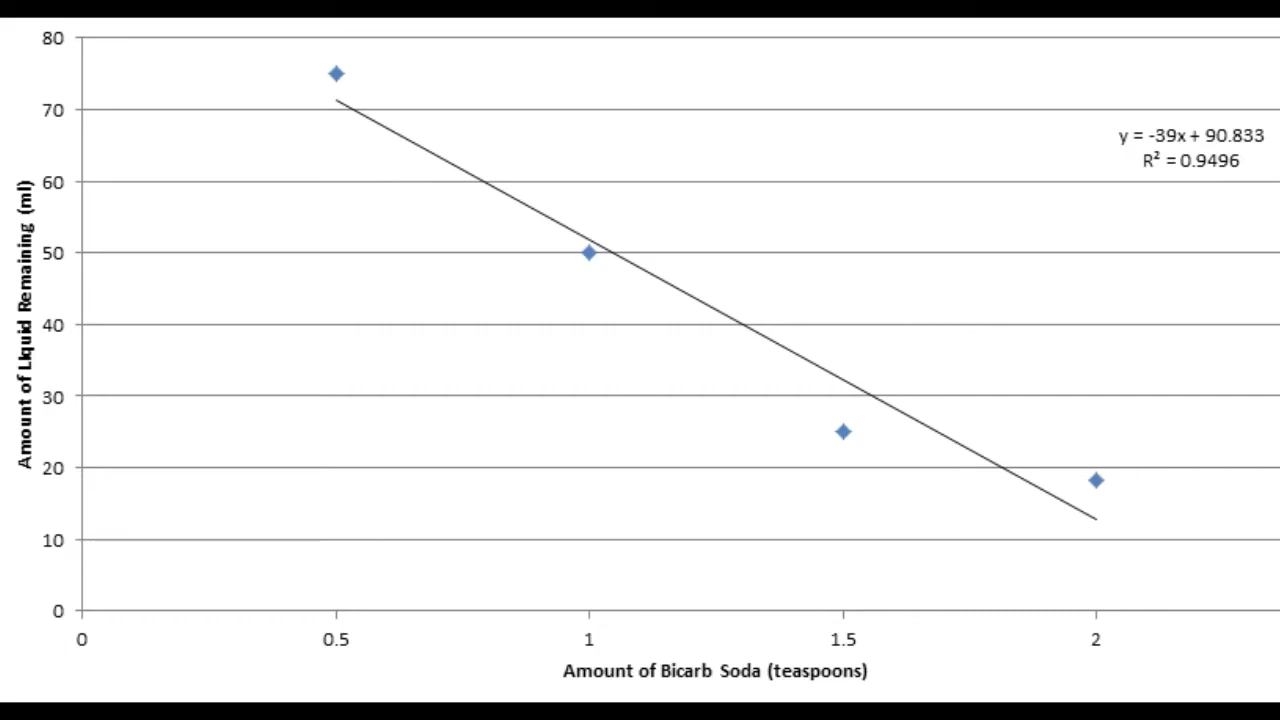 80
70
60
50
40
30
20
10
0
Amount of Liquid Remaining (ml)
y = -39x + 90.833
R² = 0.9496
0 0.5 1 1.5 2
Amount of Bicarb Soda (teaspoons)